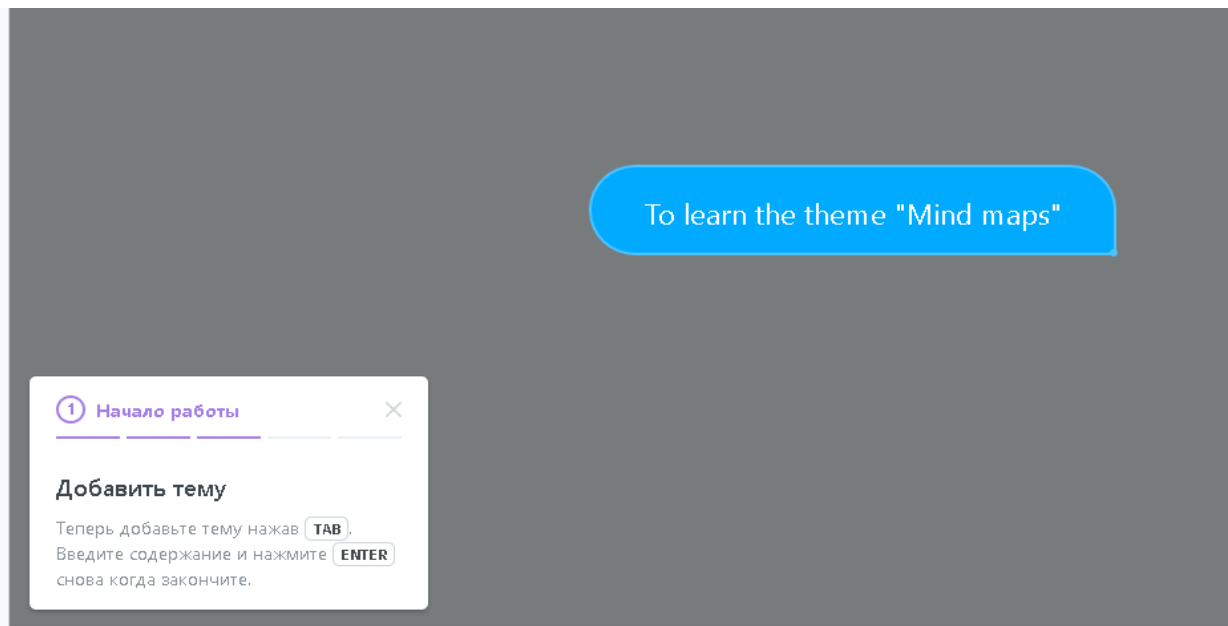 To learn the theme "Mind maps"
1 Начало работы
Добавить тему
Теперь добавьте тему нажав TAB.
Введите содержание и нажмите ENTER
снова когда закончите.